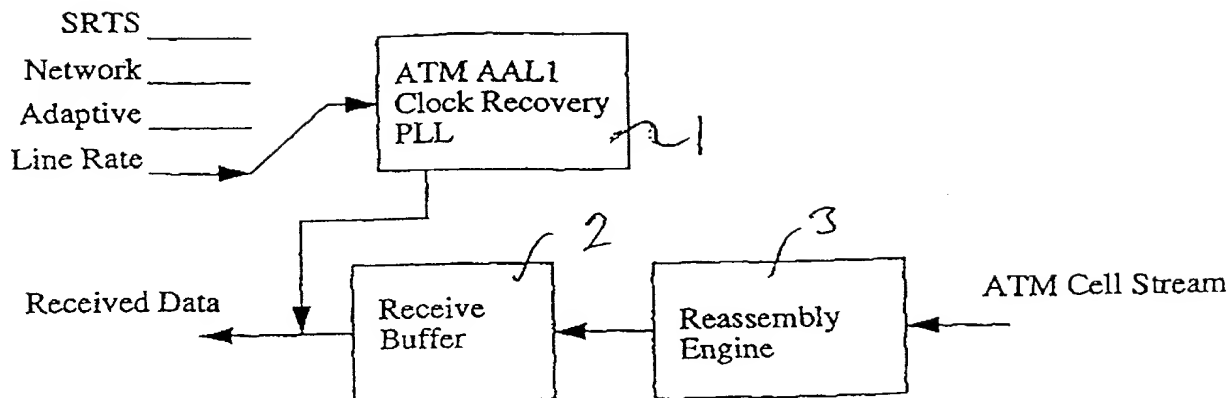 SRTS
Network
Adaptive
Line Rate
ATM AAL1
Clock Recovery
PLL
1
2
3
Received Data
Receive
Buffer
Reassembly
Engine
ATM Cell Stream